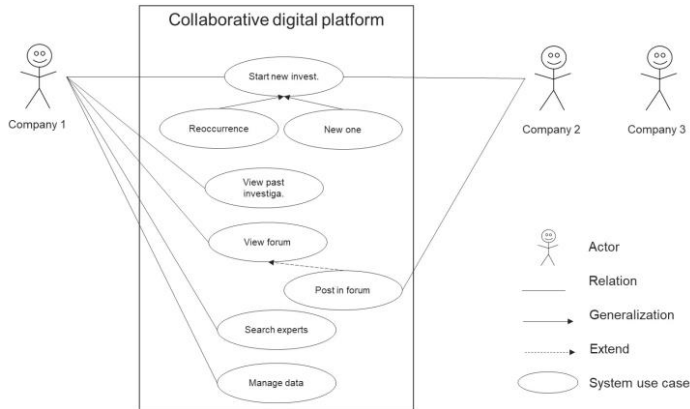 Collaborative digital platform
Start new invest.
Company 1
Company 2
Company 3
Reoccurrence
New one
View past
investiga.
View forum
Post in forum
Search experts
Manage data
Actor
Relation
Generalization
Extend
System use case